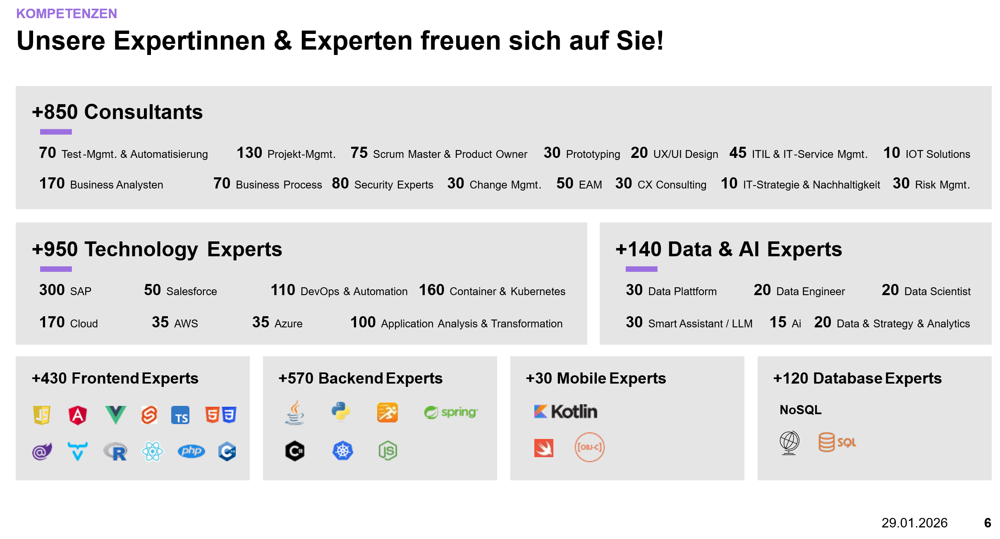 KOMPETENZEN
Unsere Expertinnen & Experten freuen sich auf Sie!
+850 Consultants
70 Test-Mgmt. & Automatisierung 130 Projekt-Mgmt. 75 Scrum Master & Product Owner 30 Prototyping 20 UX/UI Design 45 ITIL & IT-Service Mgmt. 10 IOT Solutions
170 Business Analysten 70 Business Process 80 Security Experts 30 Change Mgmt. 50 EAM 30 CX Consulting 10 IT-Strategie & Nachhaltigkeit 30 Risk Mgmt.
+950 Technology Experts
300 SAP 50 Salesforce 110 DevOps & Automation 160 Container & Kubernetes
170 Cloud 35 AWS 35 Azure 100 Application Analysis & Transformation
+140 Data & AI Experts
30 Data Plattform 20 Data Engineer 20 Data Scientist
30 Smart Assistant / LLM 15 Ai 20 Data & Strategy & Analytics
+430 Frontend Experts
JS A TS 5 3
@ R php C++
+570 Backend Experts
spring
C# JS
+30 Mobile Experts
Kotlin
[OBJ-C]
+120 Database Experts
NoSQL
SQL
29.01.2026 6